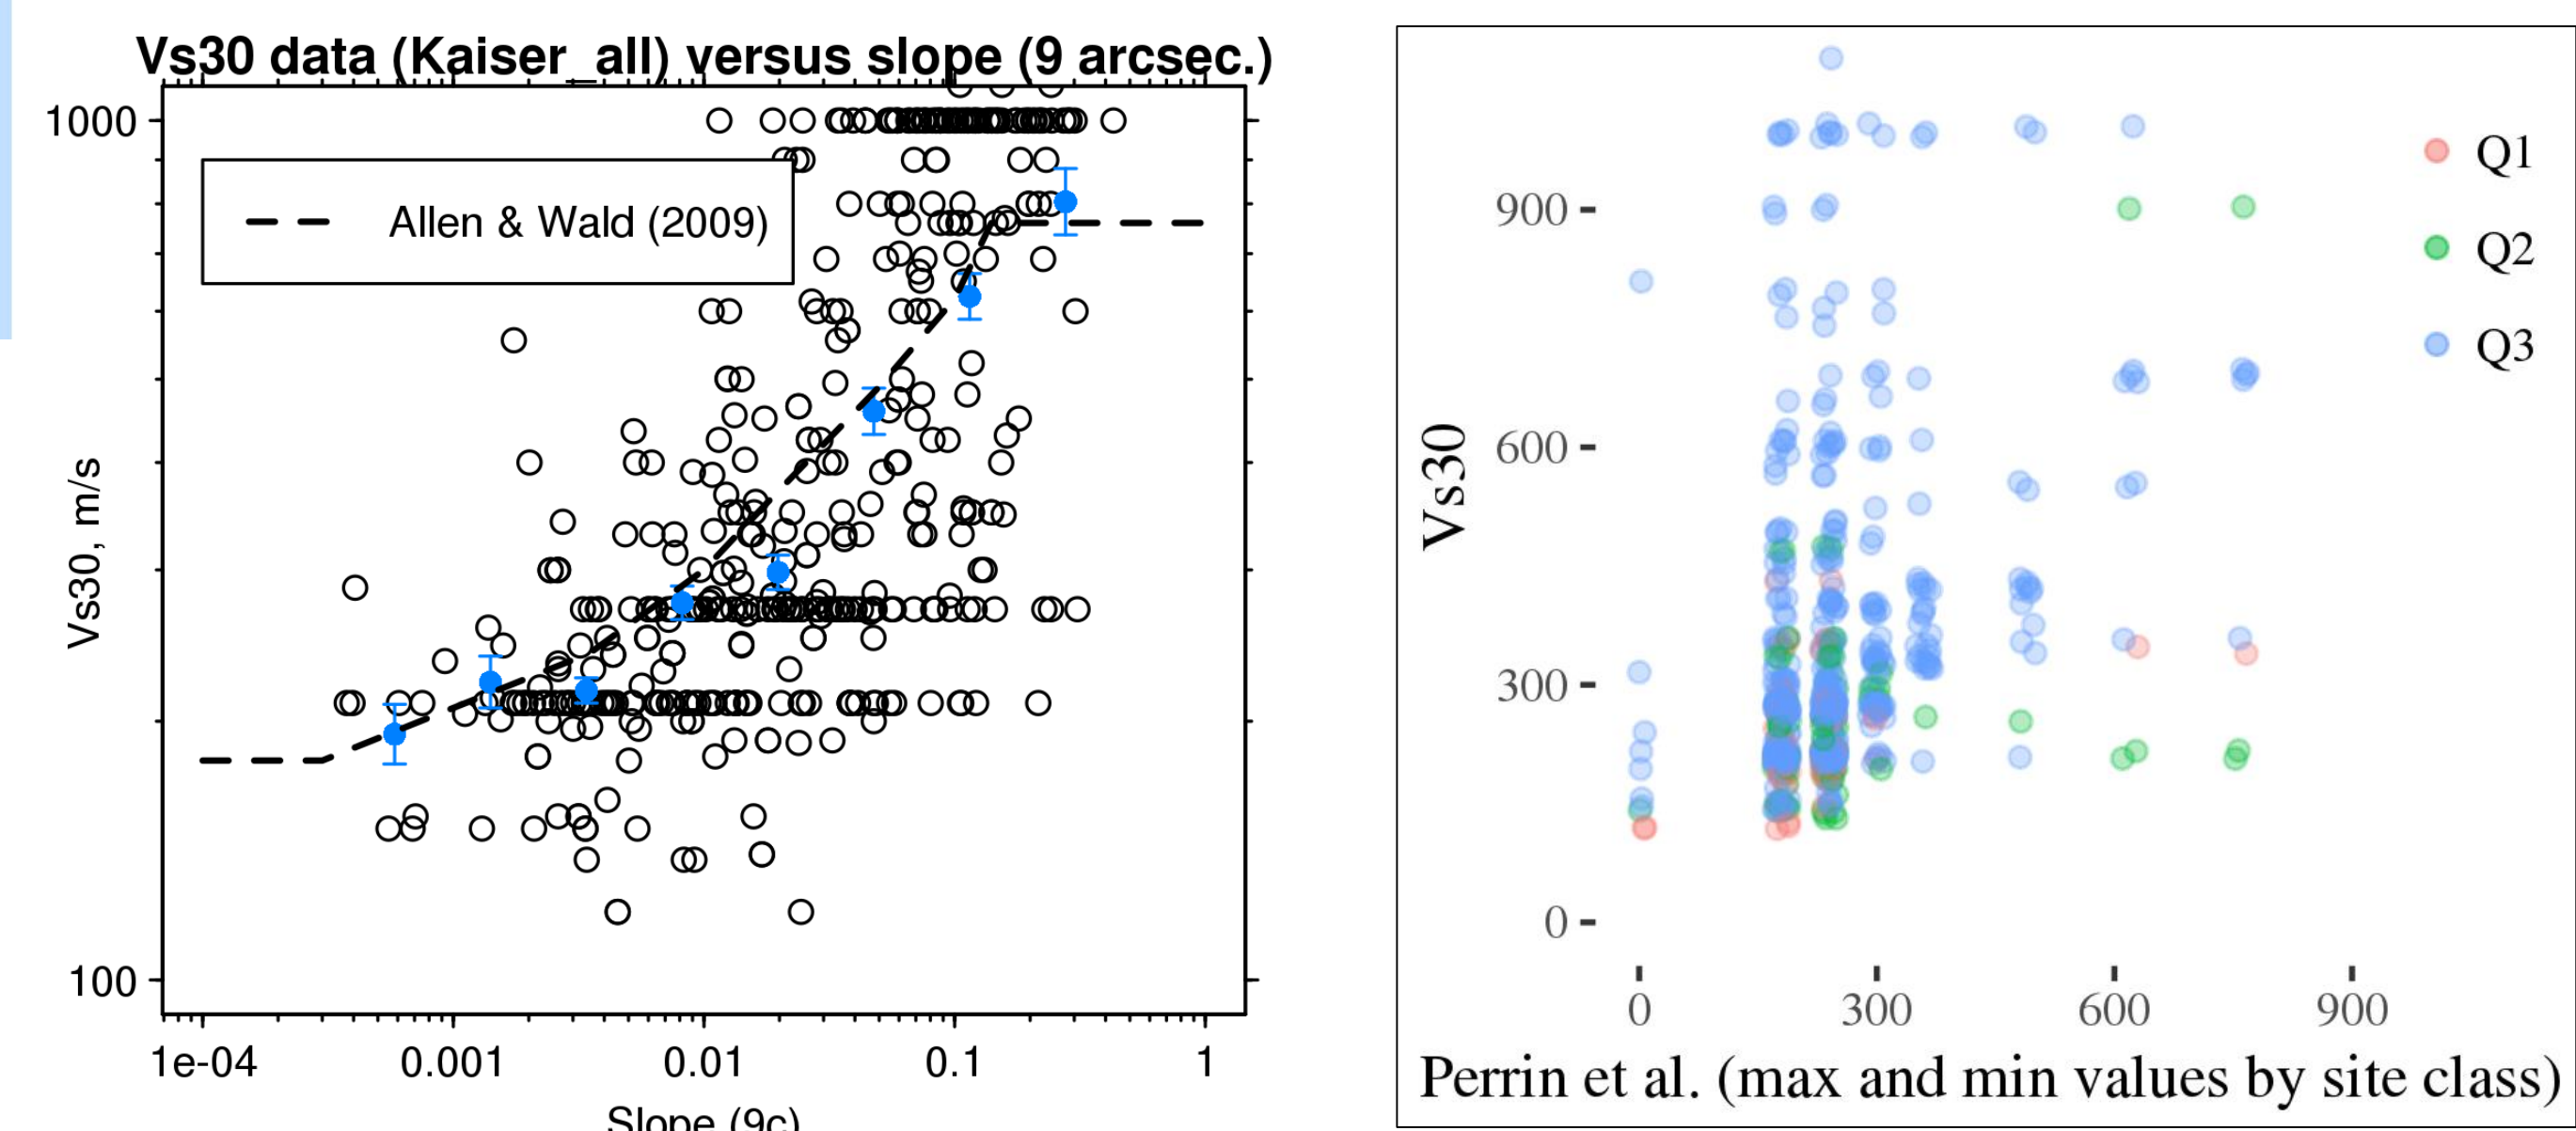 Vs30 data (Kaiser_all) versus slope (9 arcsec.)
1000
Allen & Wald (2009)
Vs30, m/s
100
1e-04 0.001 0.01 0.1 1
Slope (9c)
Q1
900
Q2
Q3
Vs30
600
300
0
0 300 600 900
Perrin et al. (max and min values by site class)